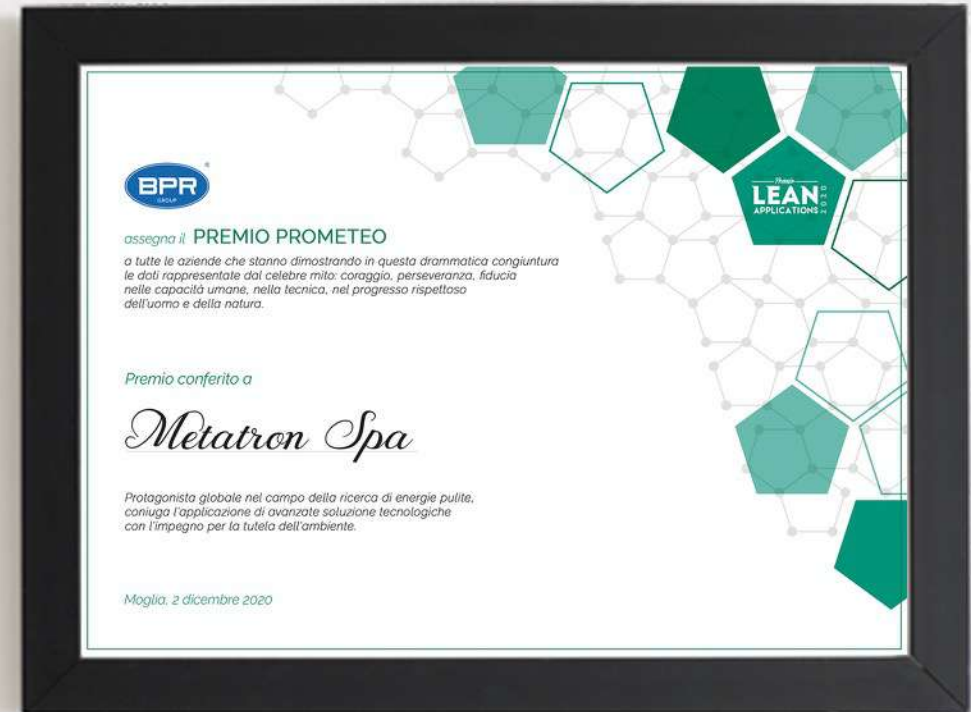 BPR
GROUP
®
Premio
LEAN
APPLICATIONS
2020
assegna il PREMIO PROMETEO
a tutte le aziende che stanno dimostrando in questa drammatica congiuntura
le doti rappresentate dal celebre mito: coraggio, perseveranza, fiducia
nelle capacità umane, nella tecnica, nel progresso rispettoso
dell'uomo e della natura.
Premio conferito a
Metatron Spa
Protagonista globale nel campo della ricerca di energie pulite,
coniuga l'applicazione di avanzate soluzione tecnologiche
con l'impegno per la tutela dell'ambiente.
Moglia, 2 dicembre 2020